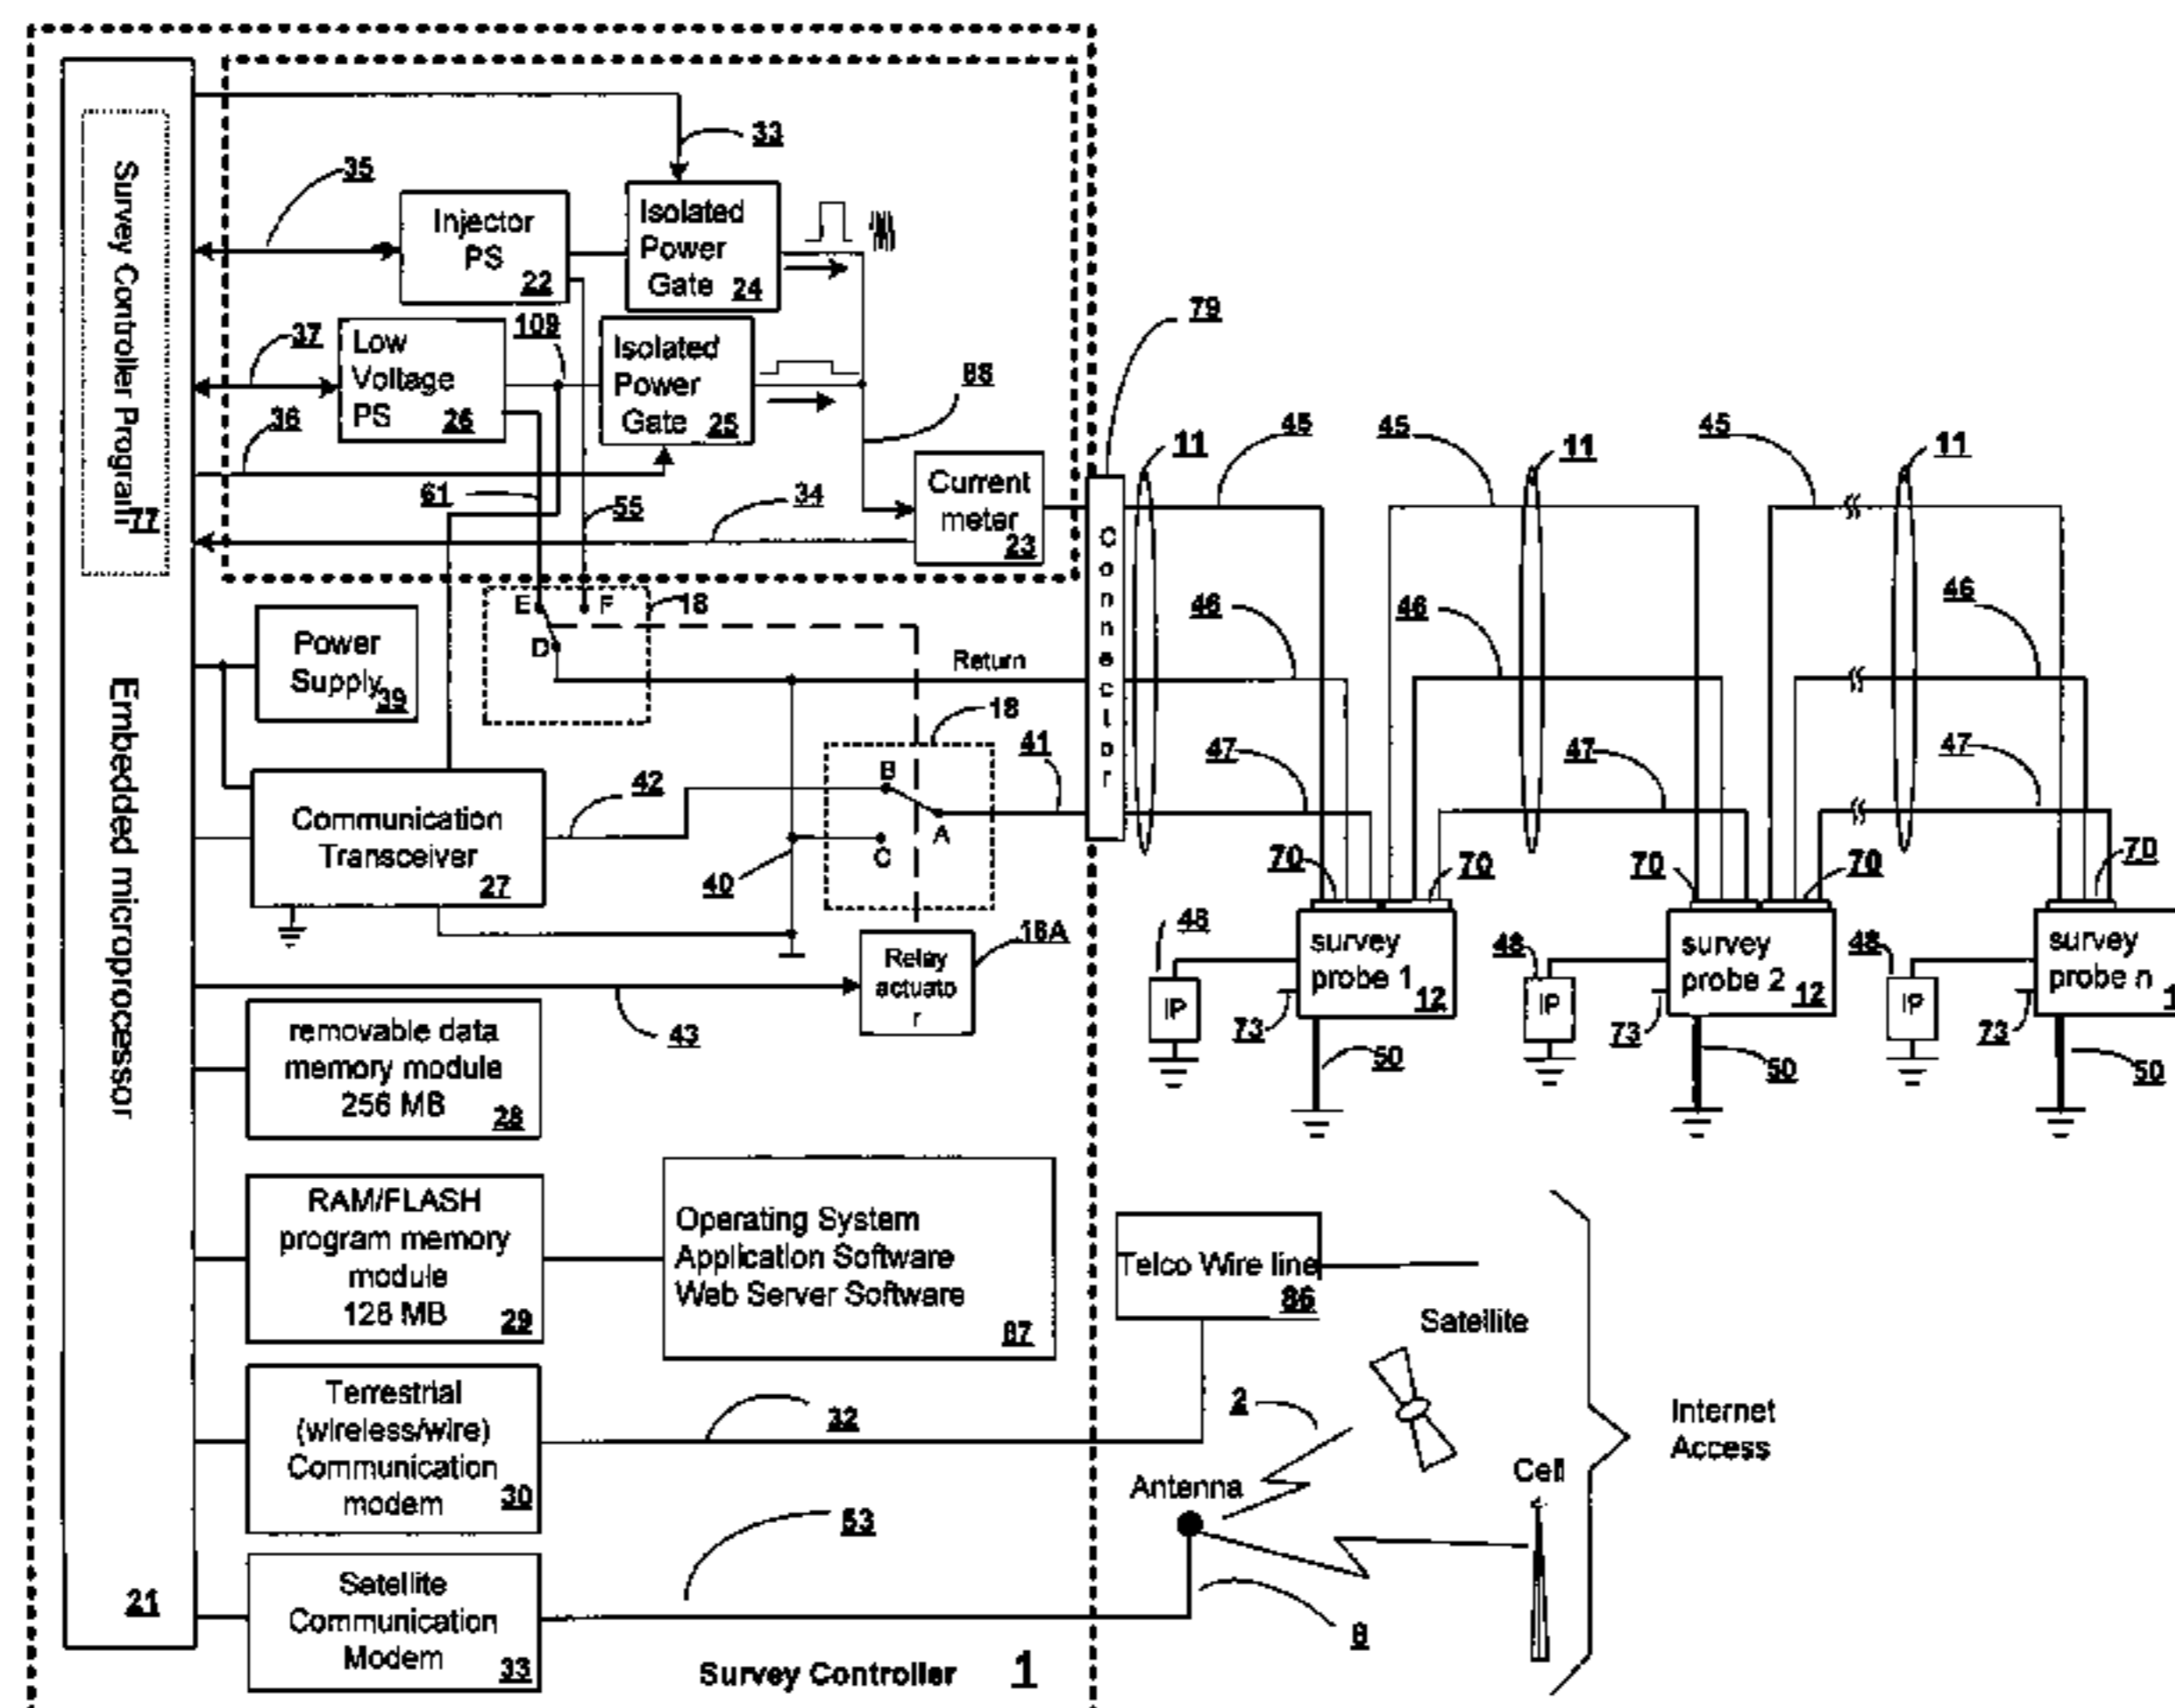 Survey Controller Program
77
Embedded microprocessor
21
33
35
Injector
PS
22
Isolated
Power
Gate 24
37
109
Low
Voltage
PS
26
Isolated
Power
Gate 25
88
36
61
55
34
Current
meter
23
E
F
D
18
Power
Supply
39
Return
18
B
A
C
41
42
40
Communication
Transceiver
27
Relay
actuato
r
18A
43
removable data
memory module
256 MB
28
RAM/FLASH
program memory
module
128 MB
29
Operating System
Application Software
Web Server Software
87
Terrestrial
(wireless/wire)
Communication
modem
30
32
Satellite
Communication
Modem
33
53
Survey Controller 1
79
Connector
11
45
45
11
45
11
46
46
46
47
47
47
70
70
70
70
70
48
IP
survey
probe 1
12
73
50
48
IP
survey
probe 2
12
73
50
48
IP
survey
probe n
1
73
50
Telco Wire line
86
Satellite
2
Cell
Antenna
8
Internet
Access